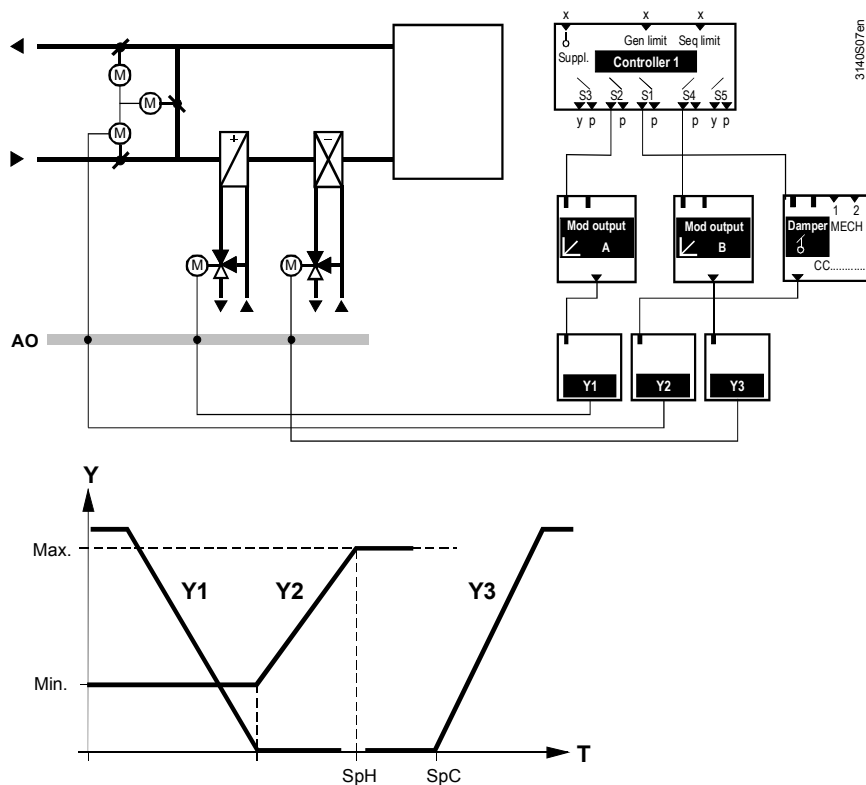 x x x
Suppl. Gen limit Seq limit
Controller 1
S3 S2 S1 S4 S5
y p p p p y p
3140S07en
M
M
M
+ −
M M
Mod output
A
Mod output
B
1 2
Damper MECH
CC............
AO
Y1 Y2 Y3
Y
Max.
Y1 Y2 Y3
Min.
T
SpH SpC